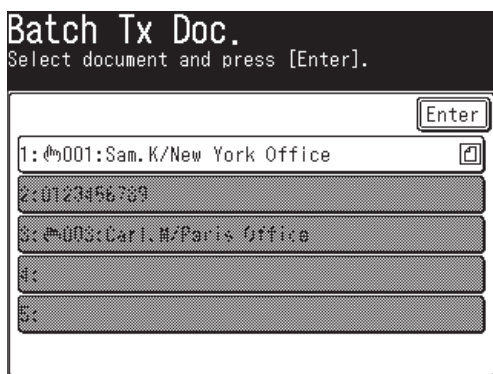 Batch Tx Doc.
Select document and press [Enter].
Enter
1:001:Sam.K/New York Office
2:0123456789
3:003:Carl.M/Paris Office
4:
5: